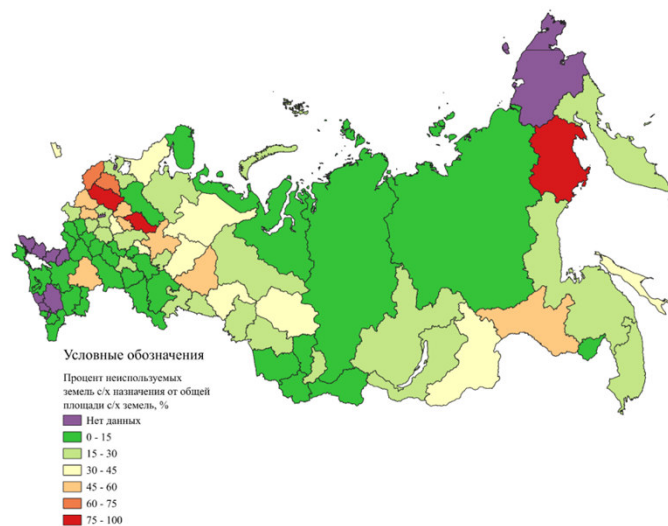 Условные обозначения
Процент неиспользуемых
земель с/х назначения от общей
площади с/х земель, %
Нет данных
0 - 15
15 - 30
30 - 45
45 - 60
60 - 75
75 - 100